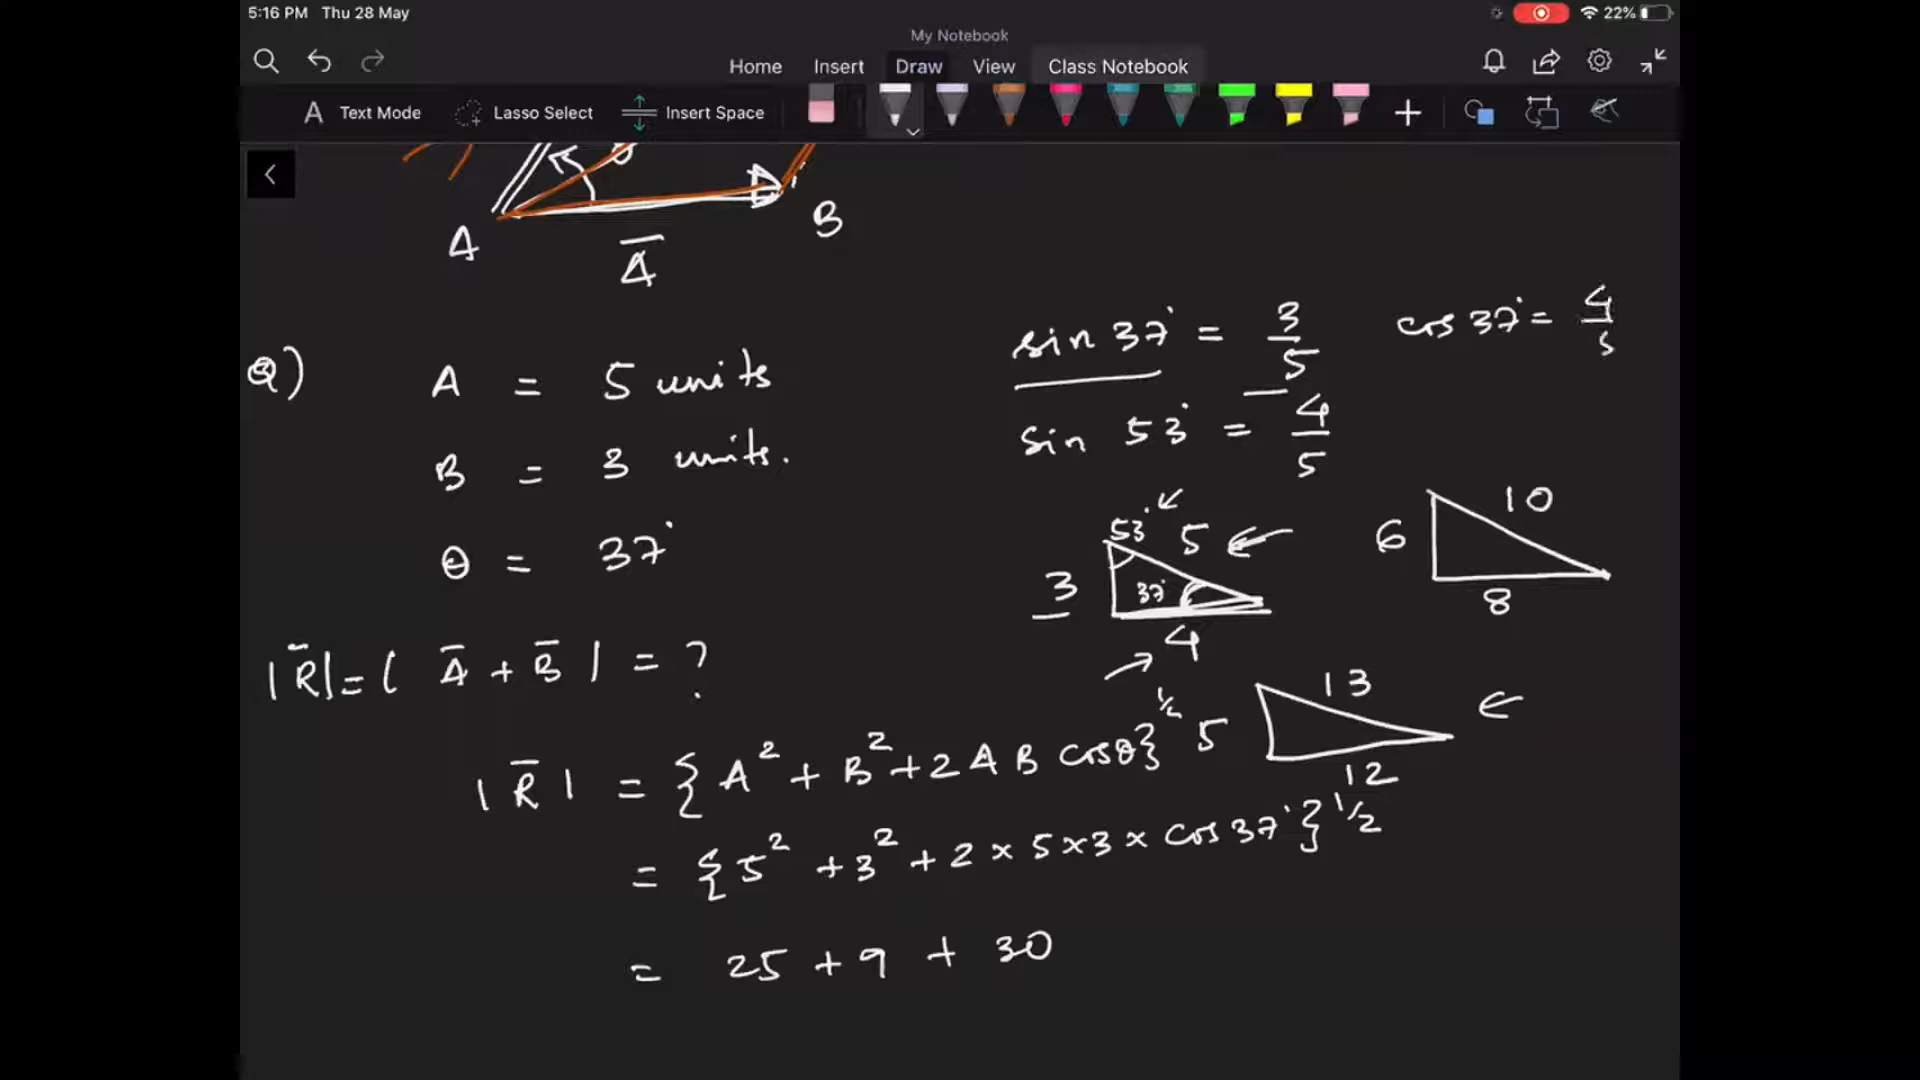 5:16 PM Thu 28 May
22%
My Notebook
Home Insert Draw View Class Notebook
A Text Mode Lasso Select Insert Space
A
A̅
B
Q) A = 5 units
B = 3 units.
θ = 37°
sin 37° = 3/5
cos 37° = 4/5
sin 53° = 4/5
53° 5
3 37°
4
10
6
8
|R̅| = ( A̅ + B̅ | = ?
13
5
12
|R̅| = {A² + B² + 2AB cosθ}^1/2
= {5² + 3² + 2 × 5 × 3 × cos 37°}^1/2
= 25 + 9 + 30